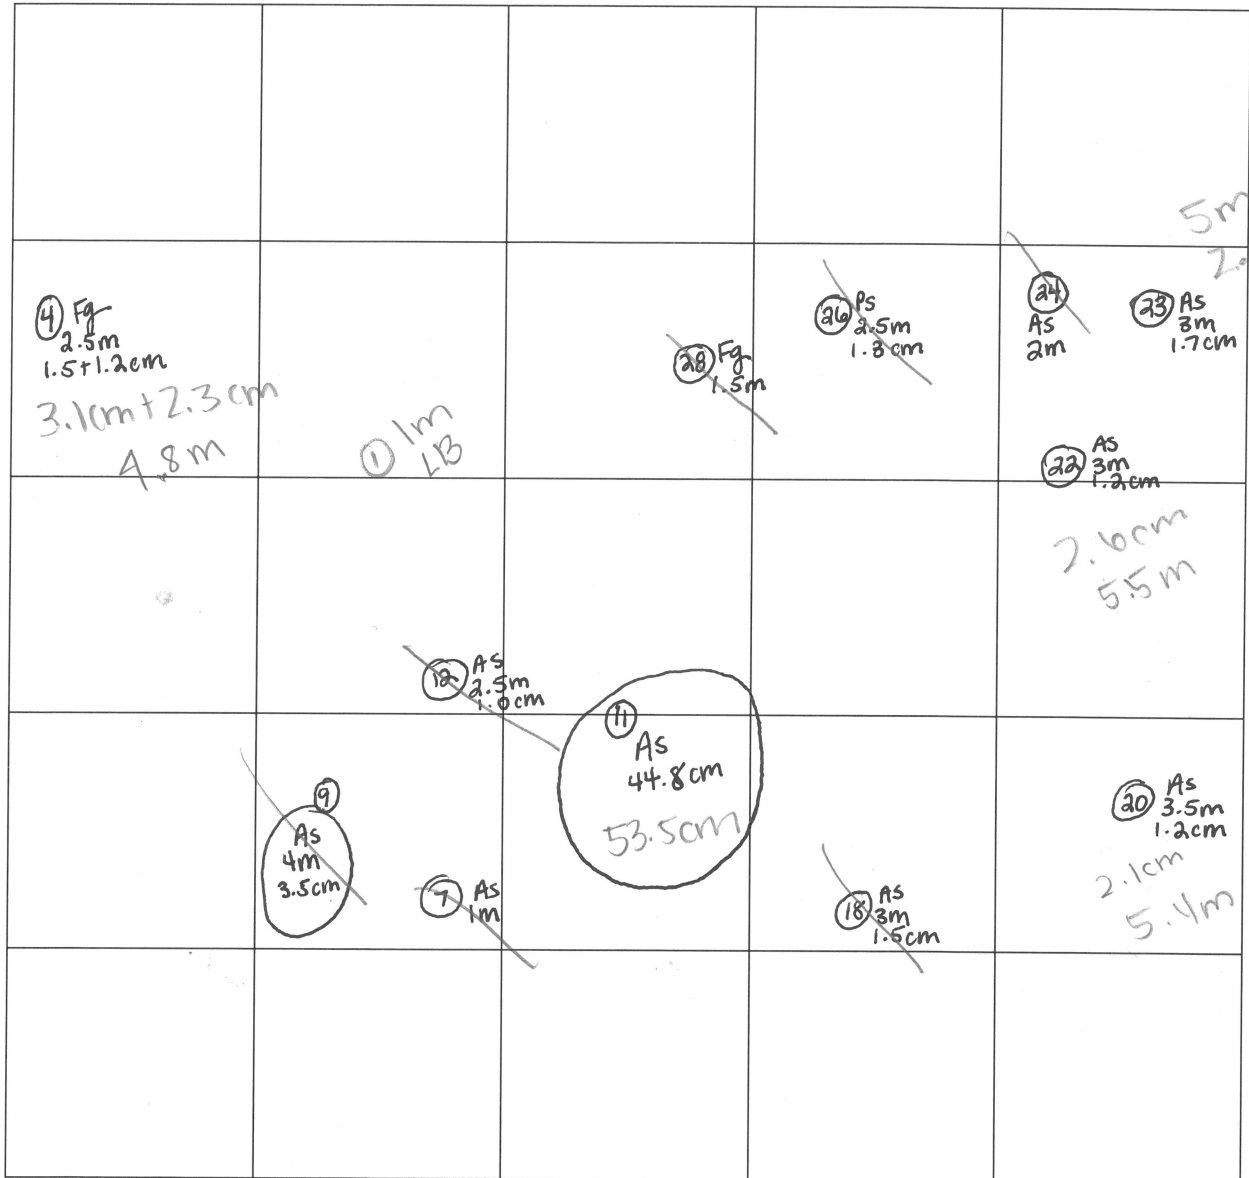 5m
2.
4 Fg
2.5m
1.5+1.2cm
3.1cm+2.3cm
4.8m
1 1m
LB
28 Fg
1.5m
26 Ps
2.5m
1.3cm
24
As
2m
23 As
3m
1.7cm
22 As
3m
1.2cm
2.6cm
5.5m
12 As
2.5m
1.0cm
11
As
44.8cm
53.5cm
9
As
4m
3.5cm
7 As
1m
18 As
3m
1.5cm
20 As
3.5m
1.2cm
2.1cm
5.4m